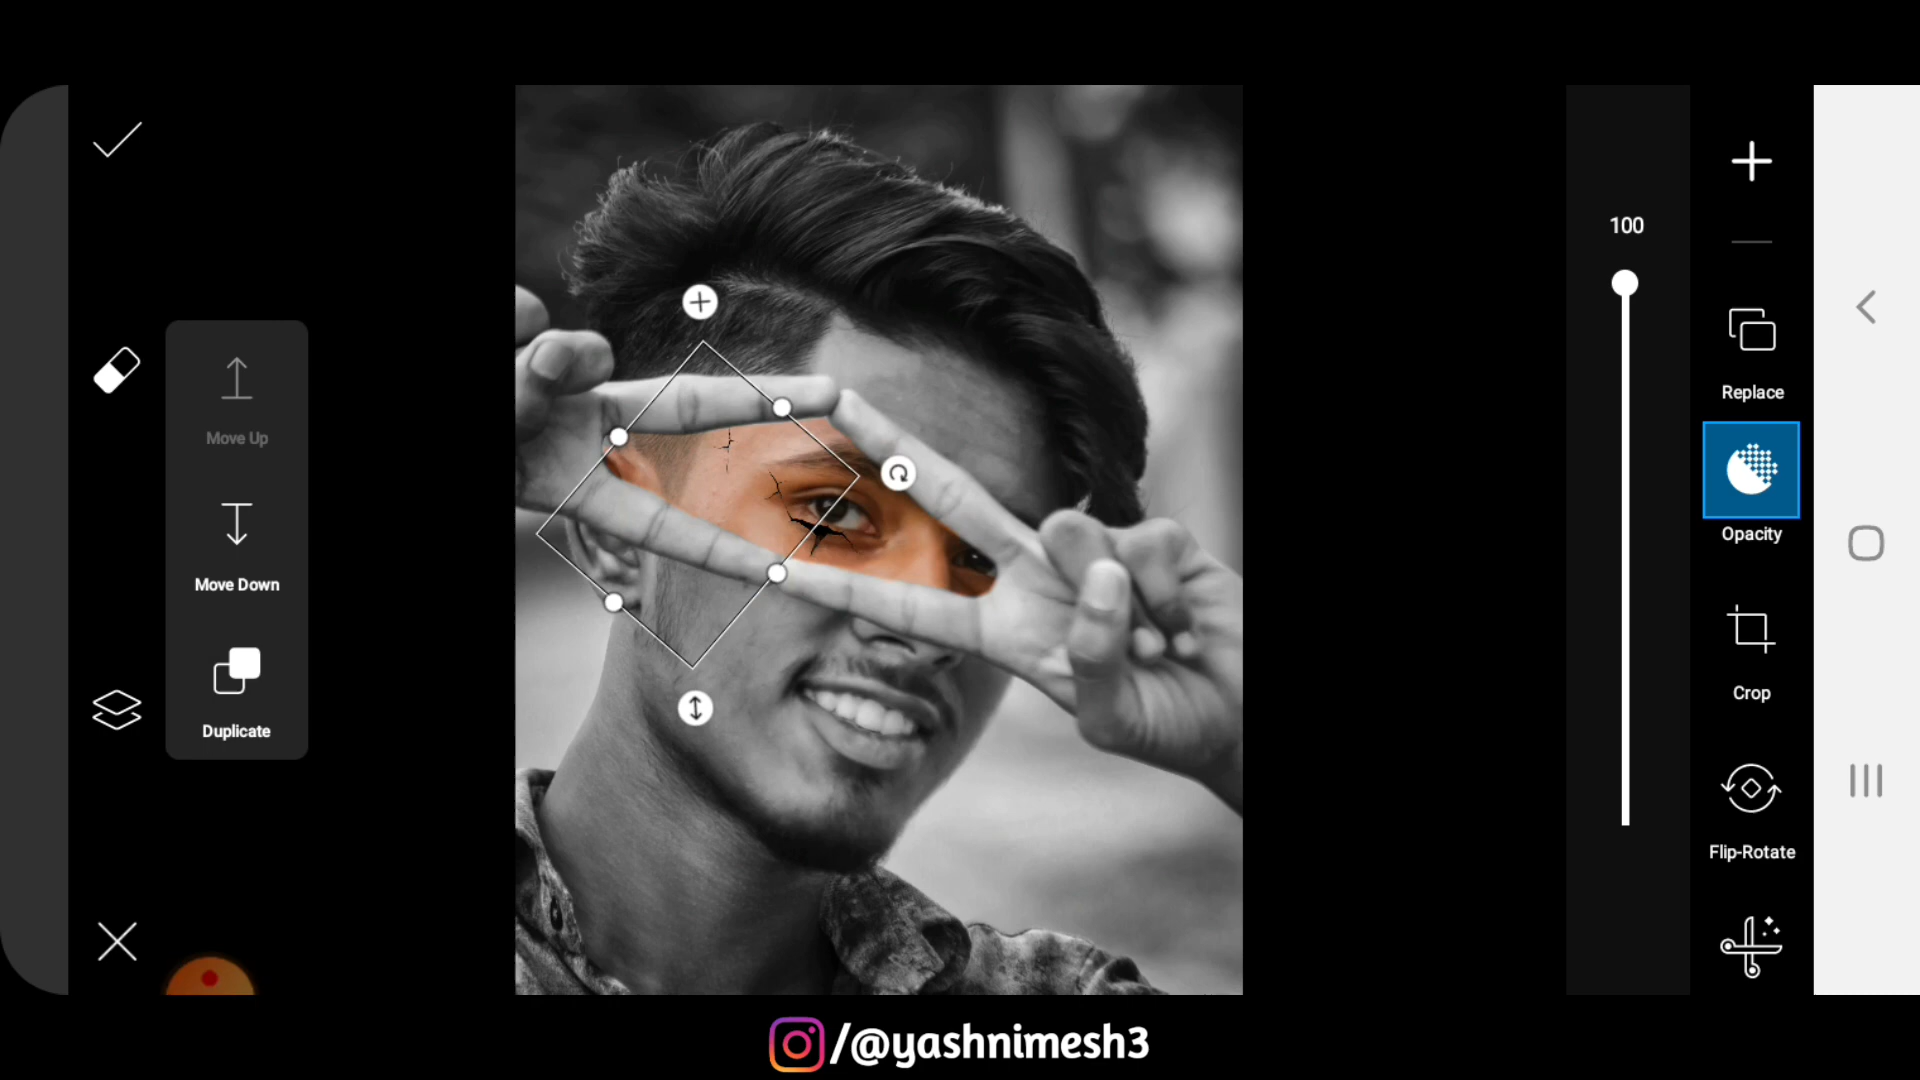 Move Up
Move Down
Duplicate
100
Replace
Opacity
Crop
Flip-Rotate
/@yashnimesh3